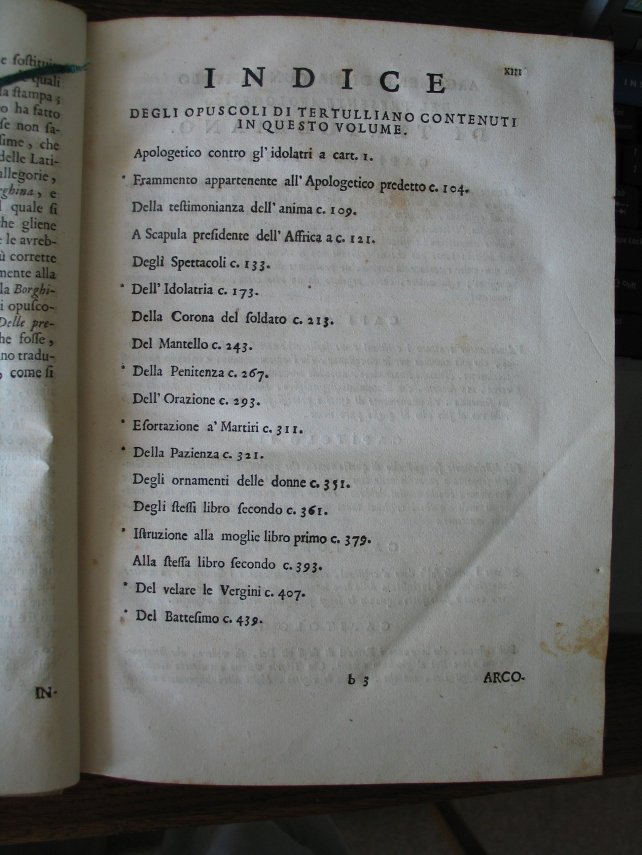 e foſtituir
quali
la ſtampa;
o ha fatto
ſe non ſa-
ſime, che
delle Lati-
allegorie,
rghina, e
l quale ſi
he gliene
e le avreb-
ù corrette
mente alla
la Borghi-
i opuſco-
Delle pre-
he foſſe,
no tradu-
, come ſi
IN-
XIII
INDICE
DEGLI OPUSCOLI DI TERTULLIANO CONTENUTI
IN QUESTO VOLUME.
Apologetico contro gl'idolatri a cart. 1.
* Frammento appartenente all'Apologetico predetto c. 104.
Della teſtimonianza dell'anima c. 109.
A Scapula preſidente dell'Affrica a c. 121.
Degli Spettacoli c. 133.
* Dell'Idolatria c. 173.
Della Corona del ſoldato c. 213.
Del Mantello c. 243.
* Della Penitenza c. 267.
Dell'Orazione c. 293.
* Eſortazione a' Martiri c. 311.
* Della Pazienza c. 321.
Degli ornamenti delle donne c. 351.
Degli ſteſſi libro ſecondo c. 361.
* Iſtruzione alla moglie libro primo c. 379.
Alla ſteſſa libro ſecondo c. 393.
* Del velare le Vergini c. 407.
* Del Batteſimo c. 439.
b 3 ARCO-